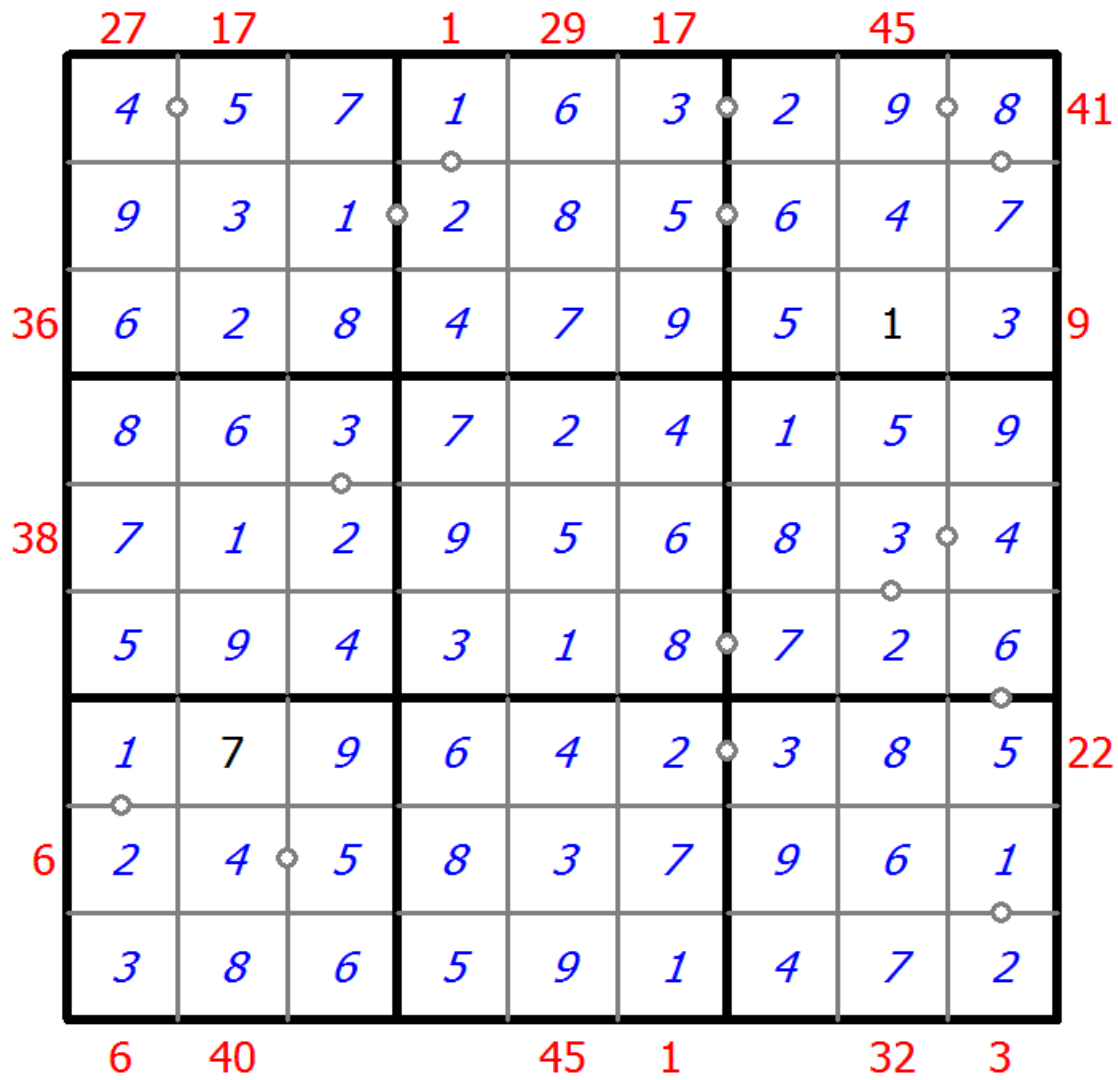 27 17 1 29 17 45
4 5 7 1 6 3 2 9 8 41
9 3 1 2 8 5 6 4 7
36 6 2 8 4 7 9 5 1 3 9
8 6 3 7 2 4 1 5 9
38 7 1 2 9 5 6 8 3 4
5 9 4 3 1 8 7 2 6
1 7 9 6 4 2 3 8 5 22
6 2 4 5 8 3 7 9 6 1
3 8 6 5 9 1 4 7 2
6 40 45 1 32 3